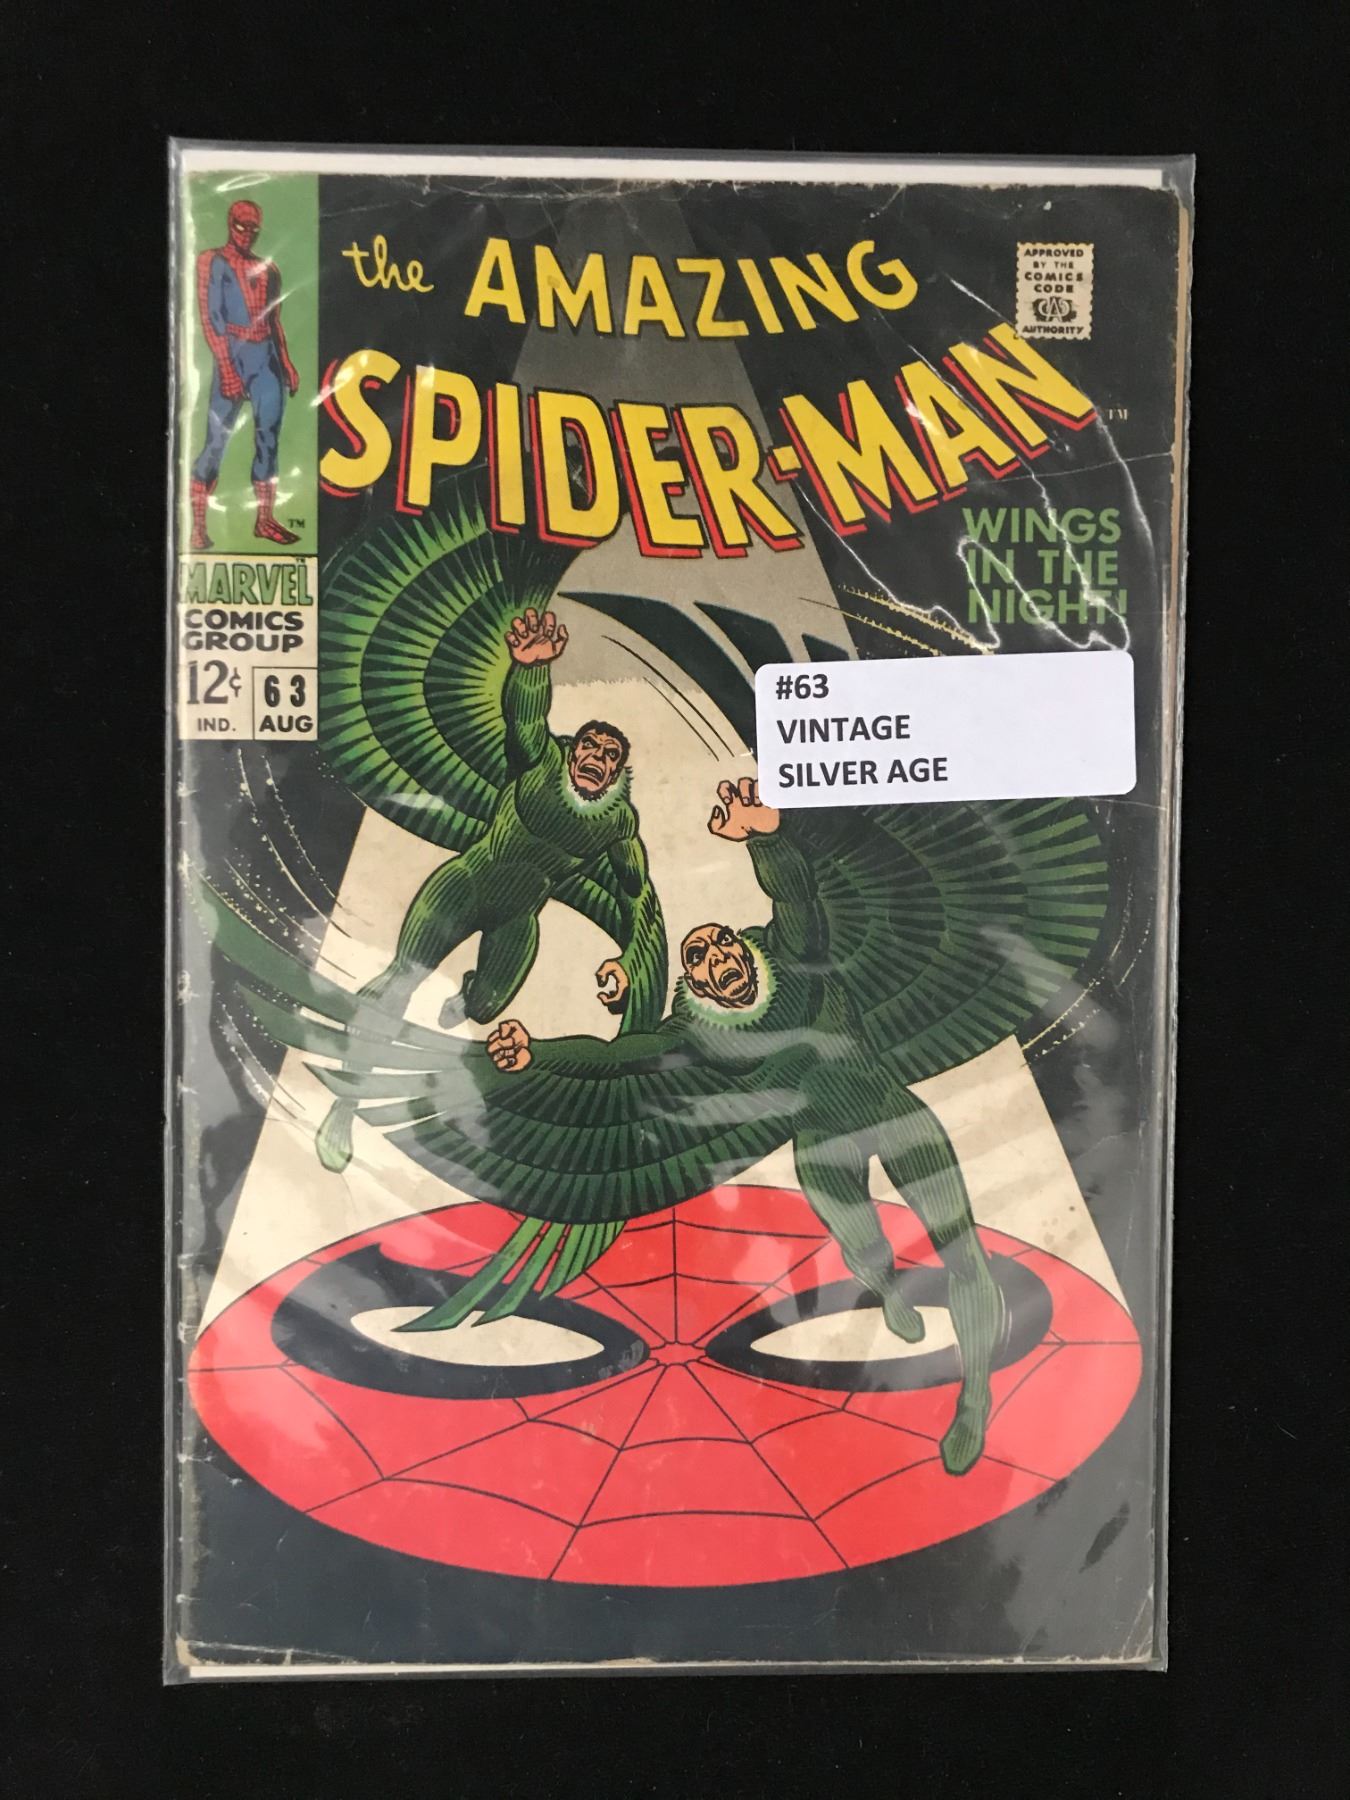 the AMAZING
SPIDER-MAN
TM
APPROVED
BY THE
COMICS
CODE
CA
AUTHORITY
TM
MARVEL
TM
COMICS
GROUP
12¢
IND.
63
AUG
WINGS
IN THE
NIGHT!
#63
VINTAGE
SILVER AGE